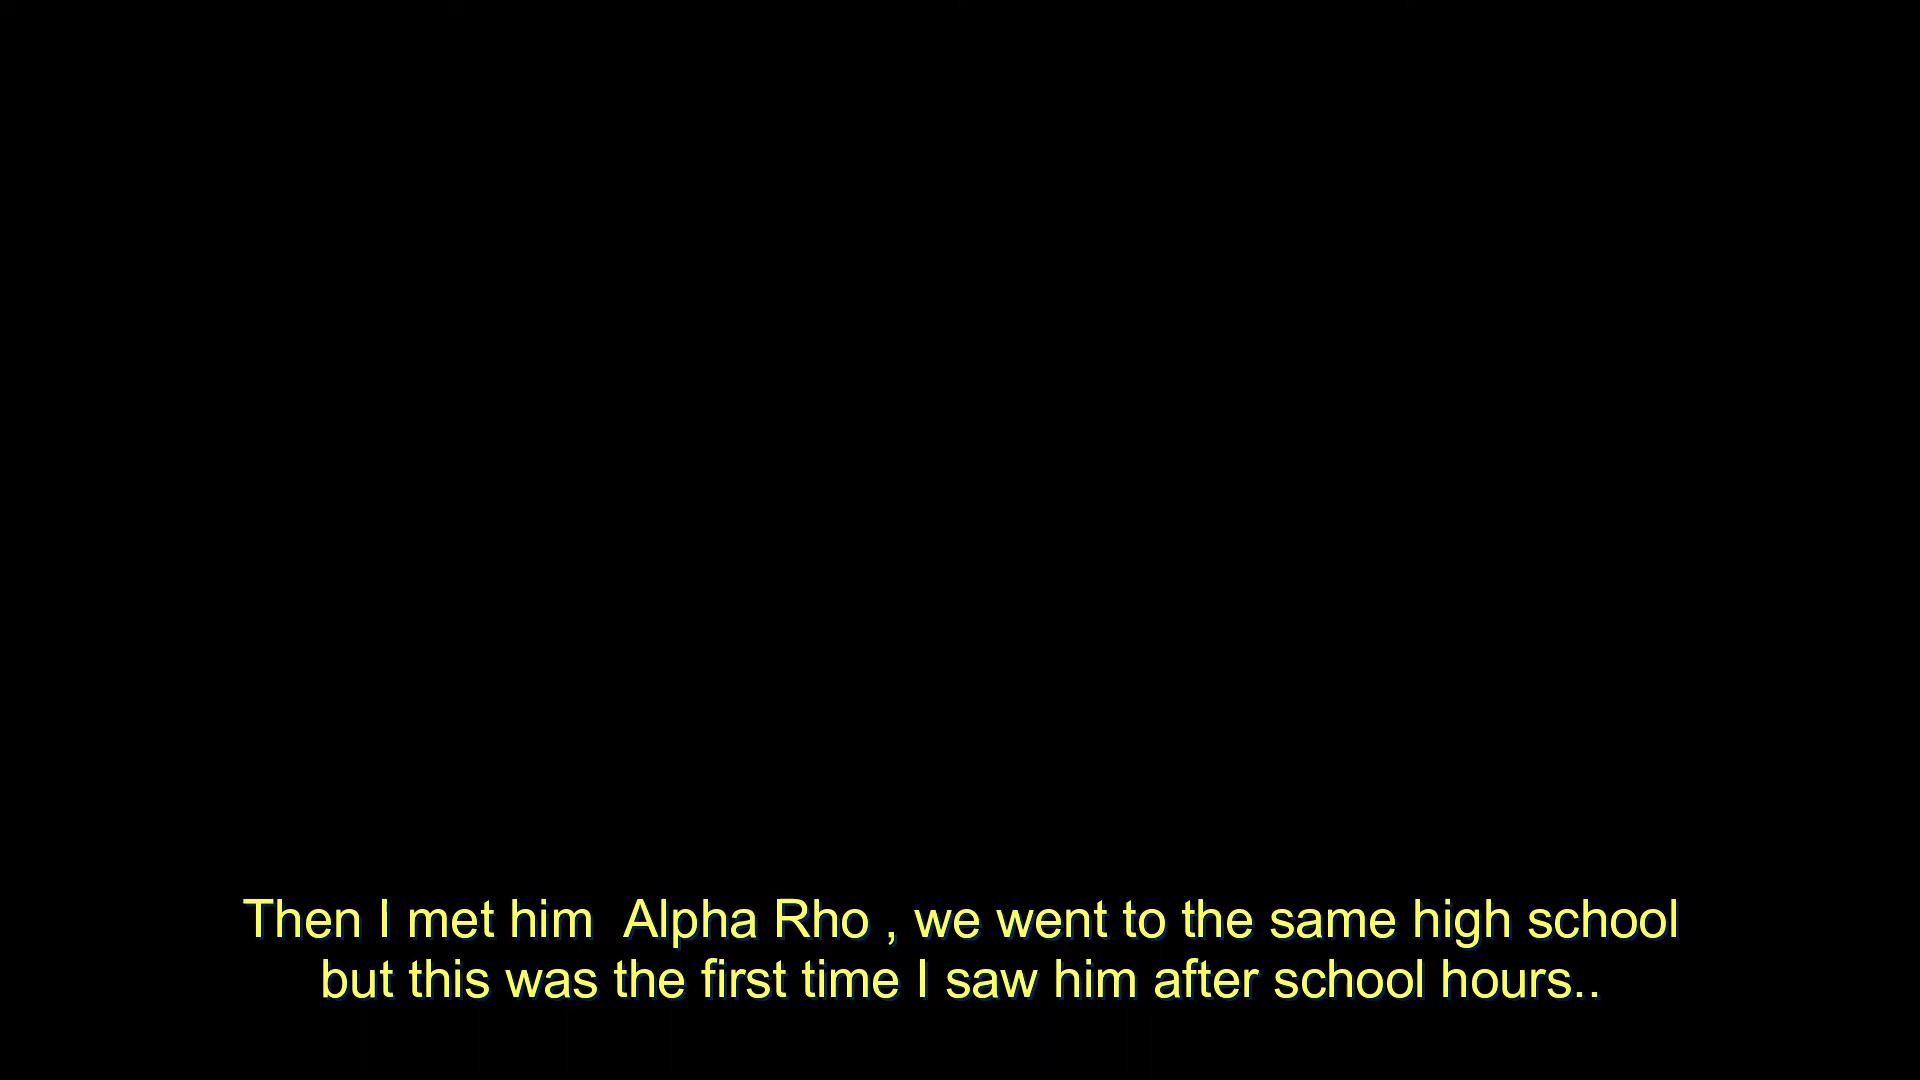 Then I met him  Alpha Rho , we went to the same high school
but this was the first time I saw him after school hours..